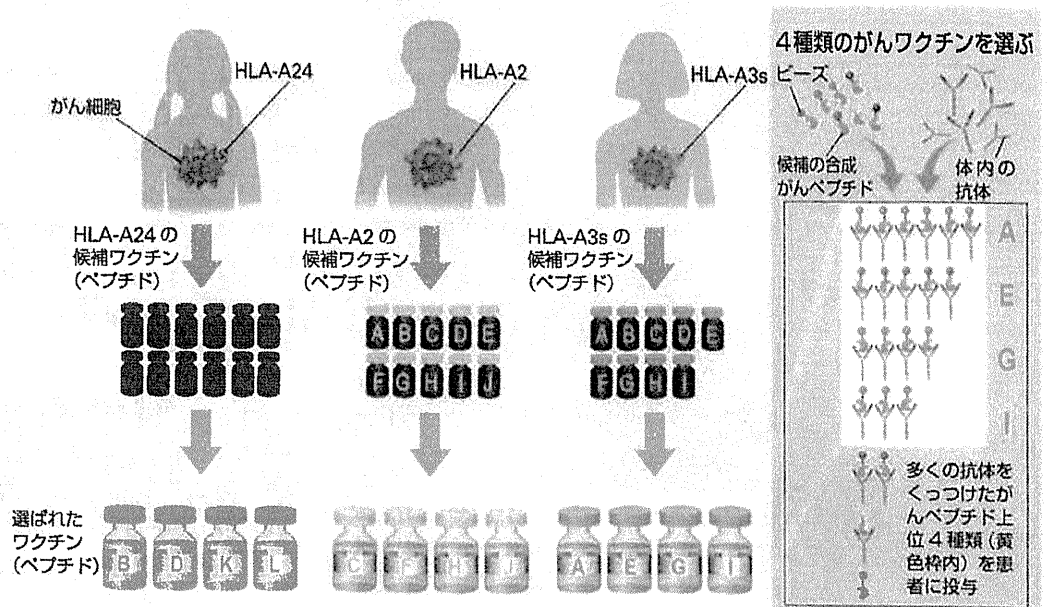 HLA-A24
がん細胞
HLA-A2
HLA-A3s
HLA-A24の
候補ワクチン
(ペプチド)
HLA-A2の
候補ワクチン
(ペプチド)
HLA-A3sの
候補ワクチン
(ペプチド)
A B C D E
F G H I J
A B C D E
F G H I
選ばれた
ワクチン
(ペプチド)
B D K L
C F H J
A E G I
4種類のがんワクチンを選ぶ
ビーズ
候補の合成
がんペプチド
体内の
抗体
A
E
G
I
多くの抗体を
くっつけたが
んペプチド上
位4種類(黄
色枠内)を患
者に投与